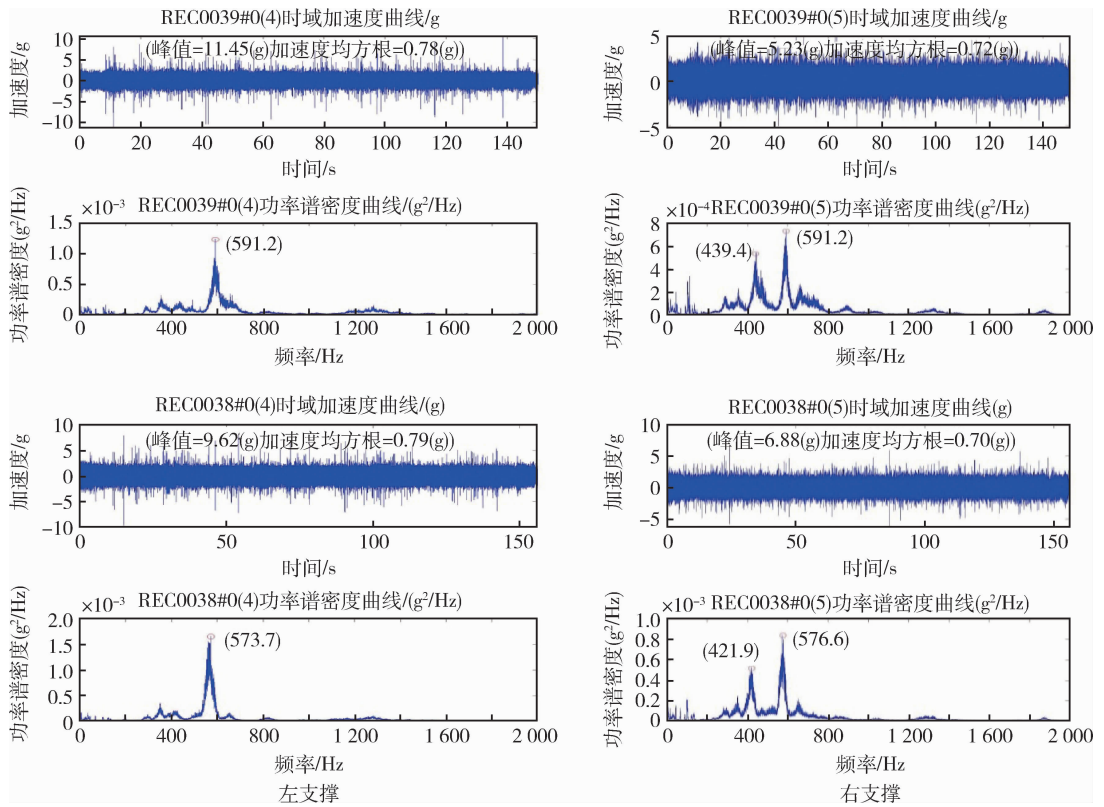 REC0039#0(4)时域加速度曲线/g
(峰值=11.45(g)加速度均方根=0.78(g))
加速度/g
10
5
0
−5
−10
0 20 40 60 80 100 120 140
时间/s
REC0039#0(5)时域加速度曲线/g
(峰值=5.23(g)加速度均方根=0.72(g))
加速度/g
5
0
−5
0 20 40 60 80 100 120 140
时间/s
×10⁻³ REC0039#0(4)功率谱密度曲线/(g²/Hz)
功率谱密度(g²/Hz)
1.5
1.0
0.5
0
(591.2)
0 400 800 1 200 1 600 2 000
频率/Hz
×10⁻⁴REC0039#0(5)功率谱密度曲线(g²/Hz)
功率谱密度(g²/Hz)
8
6
4
2
0
(439.4)
(591.2)
0 400 800 1 200 1 600 2 000
频率/Hz
REC0038#0(4)时域加速度曲线/(g)
(峰值=9.62(g)加速度均方根=0.79(g))
加速度/g
10
5
0
−5
−10
0 50 100 150
时间/s
REC0038#0(5)时域加速度曲线(g)
(峰值=6.88(g)加速度均方根=0.70(g))
加速度/g
10
5
0
−5
0 50 100 150
时间/s
×10⁻³ REC0038#0(4)功率谱密度曲线/(g²/Hz)
功率谱密度(g²/Hz)
2.0
1.5
1.0
0.5
0
(573.7)
0 400 800 1 200 1 600 2 000
频率/Hz
左支撑
×10⁻³ REC0038#0(5)功率谱密度曲线(g²/Hz)
功率谱密度(g²/Hz)
1.0
0.8
0.6
0.4
0.2
0
(421.9)
(576.6)
0 400 800 1 200 1 600 2 000
频率/Hz
右支撑